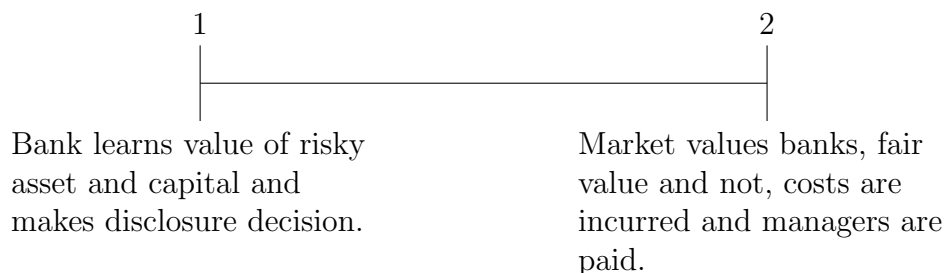 1
2
Bank learns value of risky
asset and capital and
makes disclosure decision.
Market values banks, fair
value and not, costs are
incurred and managers are
paid.